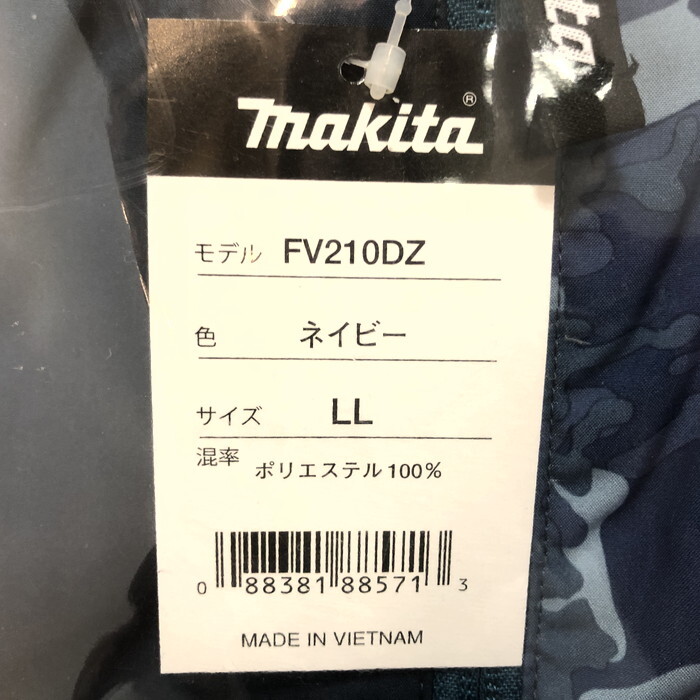 makita®
モデル FV210DZ
色 ネイビー
サイズ LL
混率 ポリエステル100%
0 88381 88571 3
MADE IN VIETNAM